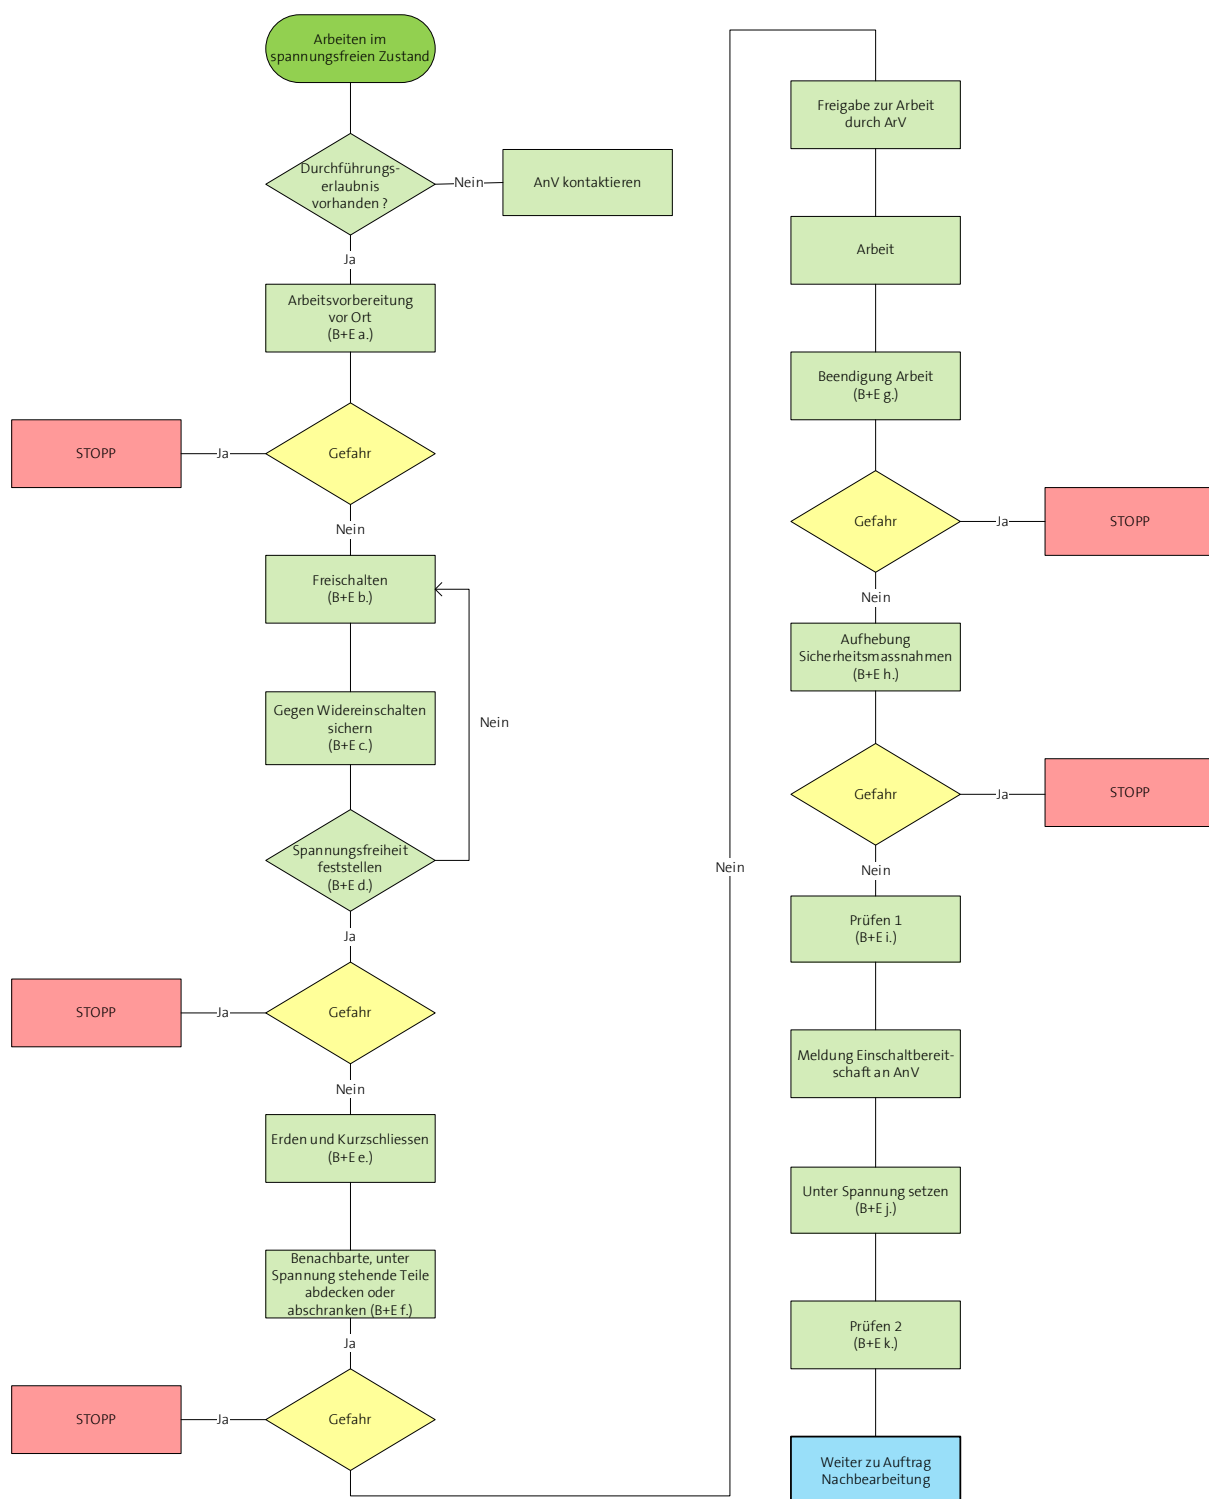 Arbeiten im
spannungsfreien Zustand
Durchführungs-
erlaubnis
vorhanden ?
Nein
AnV kontaktieren
Ja
Arbeitsvorbereitung
vor Ort
(B+E a.)
Gefahr
Ja
STOPP
Nein
Freischalten
(B+E b.)
Gegen Widereinschalten
sichern
(B+E c.)
Nein
Spannungsfreiheit
feststellen
(B+E d.)
Ja
Gefahr
Ja
STOPP
Nein
Erden und Kurzschliessen
(B+E e.)
Benachbarte, unter
Spannung stehende Teile
abdecken oder
abschranken (B+E f.)
Ja
Gefahr
Ja
STOPP
Nein
Freigabe zur Arbeit
durch ArV
Arbeit
Beendigung Arbeit
(B+E g.)
Gefahr
Ja
STOPP
Nein
Aufhebung
Sicherheitsmassnahmen
(B+E h.)
Gefahr
Ja
STOPP
Nein
Prüfen 1
(B+E i.)
Meldung Einschaltbereit-
schaft an AnV
Unter Spannung setzen
(B+E j.)
Prüfen 2
(B+E k.)
Weiter zu Auftrag
Nachbearbeitung